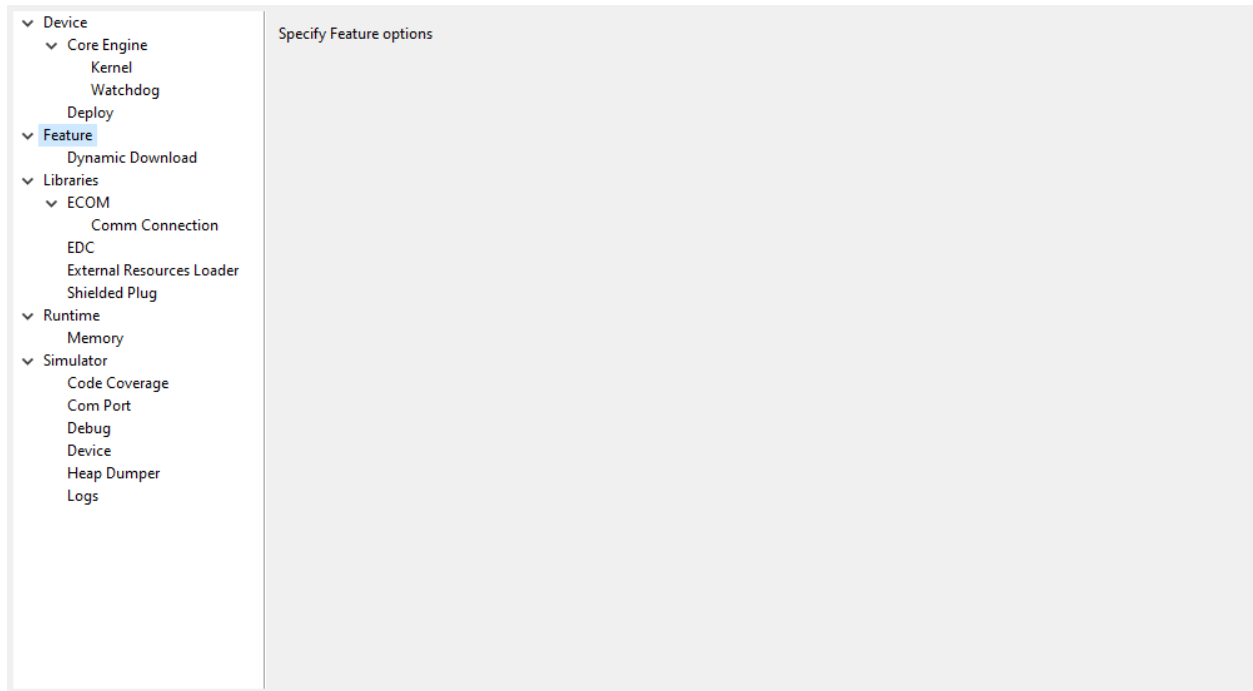 Device
Core Engine
Kernel
Watchdog
Deploy
Feature
Dynamic Download
Libraries
ECOM
Comm Connection
EDC
External Resources Loader
Shielded Plug
Runtime
Memory
Simulator
Code Coverage
Com Port
Debug
Device
Heap Dumper
Logs
Specify Feature options